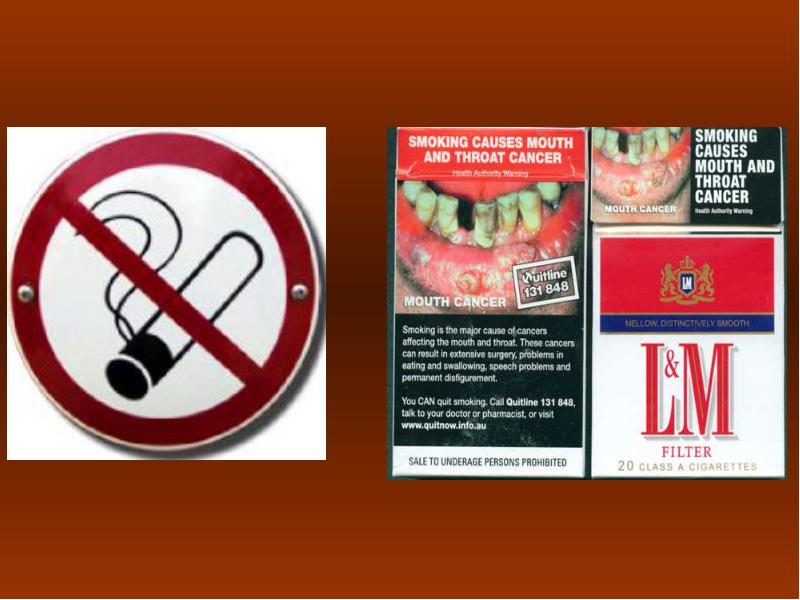 SMOKING CAUSES MOUTH
AND THROAT CANCER
Health Authority Warning
Quitline
131 848
MOUTH CANCER
Smoking is the major cause of cancers
affecting the mouth and throat. These cancers
can result in extensive surgery, problems in
eating and swallowing, speech problems and
permanent disfigurement.
You CAN quit smoking. Call Quitline 131 848,
talk to your doctor or pharmacist, or visit
www.quitnow.info.au
SALE TO UNDERAGE PERSONS PROHIBITED
SMOKING
CAUSES
MOUTH AND
THROAT
CANCER
Health Authority Warning
MOUTH CANCER
LM
MELLOW, DISTINCTIVELY SMOOTH
L&M
FILTER
20 CLASS A CIGARETTES